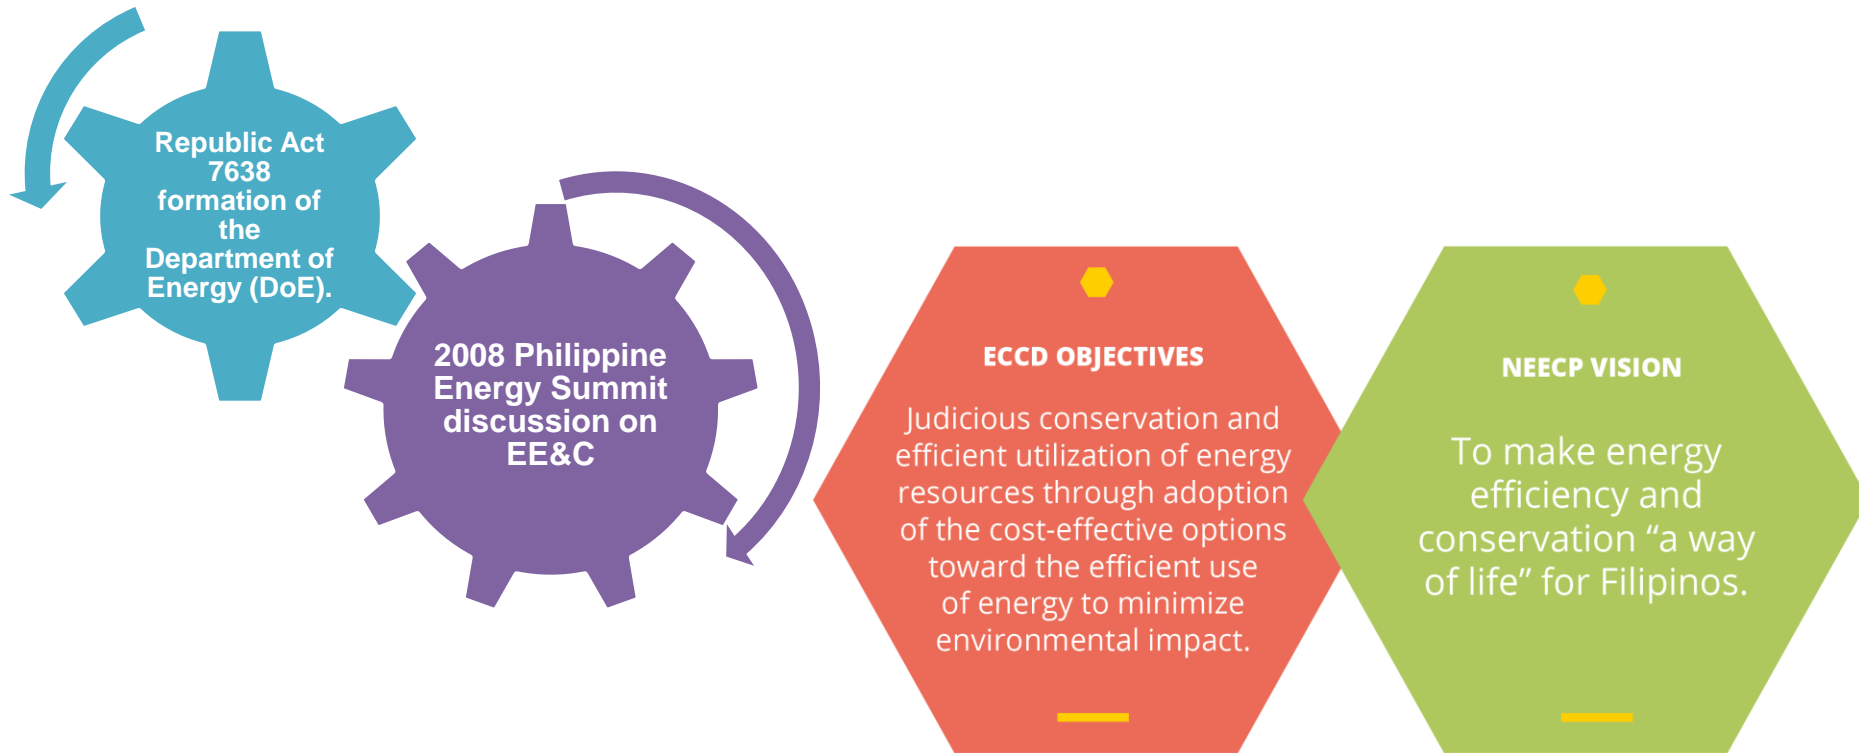 Republic Act
7638
formation of
the
Department of
Energy (DoE).
2008 Philippine
Energy Summit
discussion on
EE&C
ECCD OBJECTIVES
Judicious conservation and
efficient utilization of energy
resources through adoption
of the cost-effective options
toward the efficient use
of energy to minimize
environmental impact.
NEECP VISION
To make energy
efficiency and
conservation “a way
of life” for Filipinos.